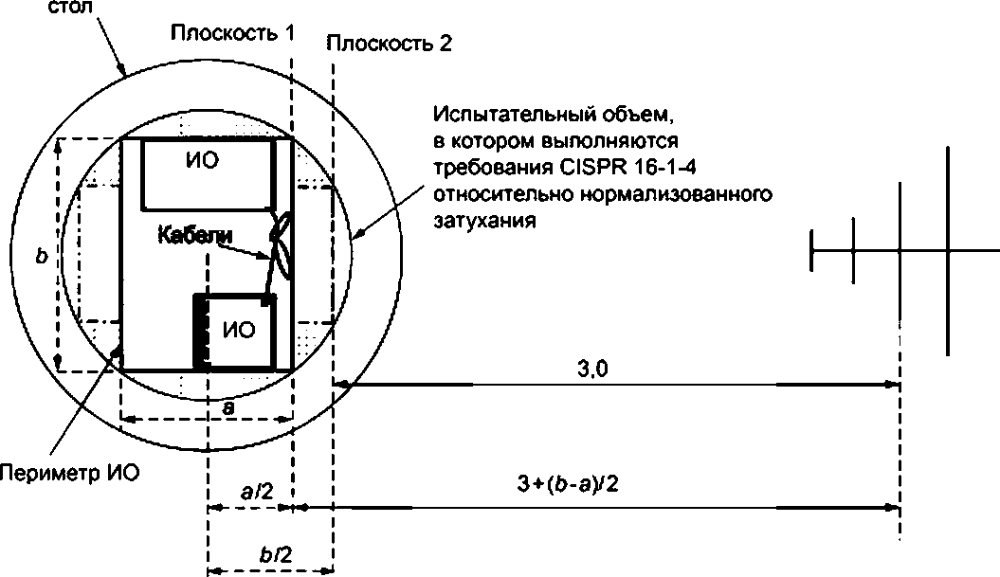 стол
Плоскость 1
Плоскость 2
Испытательный объем,
в котором выполняются
требования CISPR 16-1-4
относительно нормализованного
затухания
ИО
Кабели
b
ИО
3,0
a
Периметр ИО
a/2
3+(b-a)/2
b/2